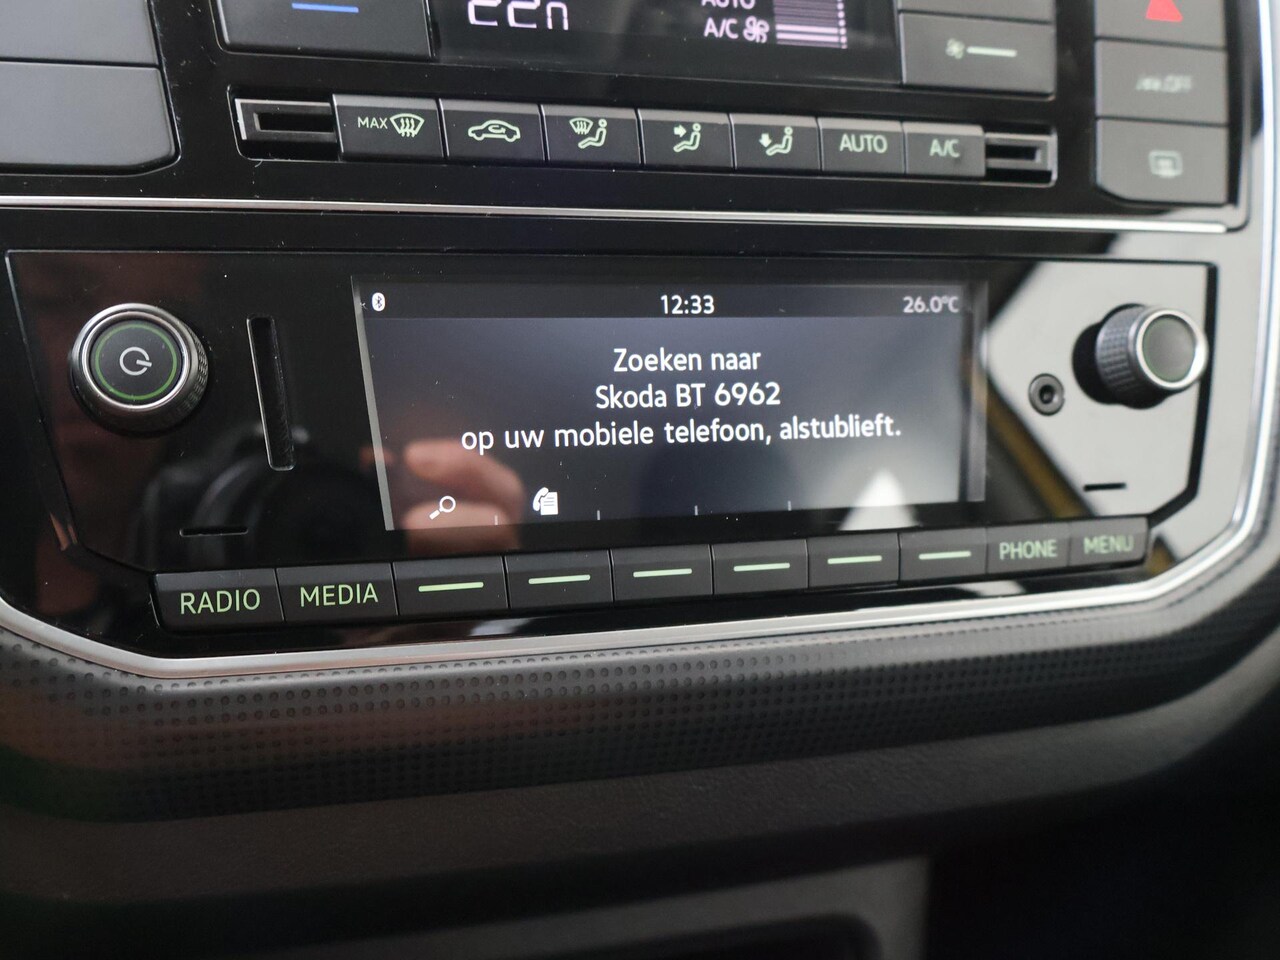 AUTO
A/C
MAX
AUTO
A/C
12:33
26.0°C
Zoeken naar
Skoda BT 6962
op uw mobiele telefoon, alstublieft.
RADIO
MEDIA
PHONE
MENU